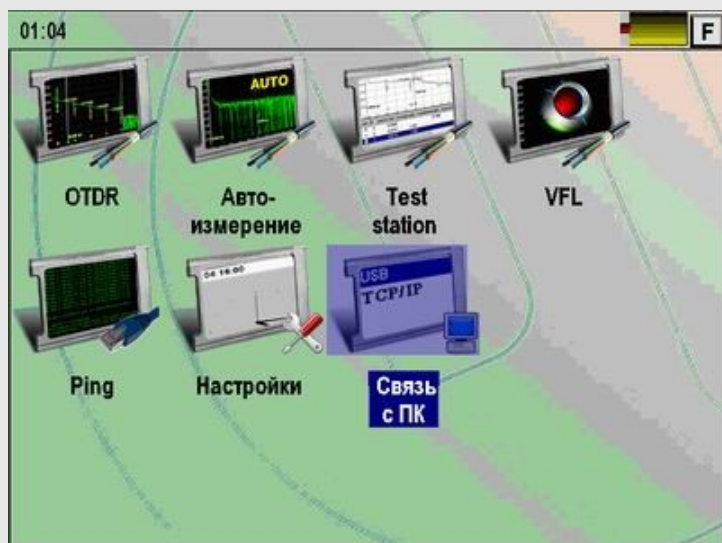 01:04
F
OTDR
AUTO
Авто-
измерение
Test
station
VFL
Ping
04 16:00
Настройки
USB
TCP/IP
Связь
с ПК